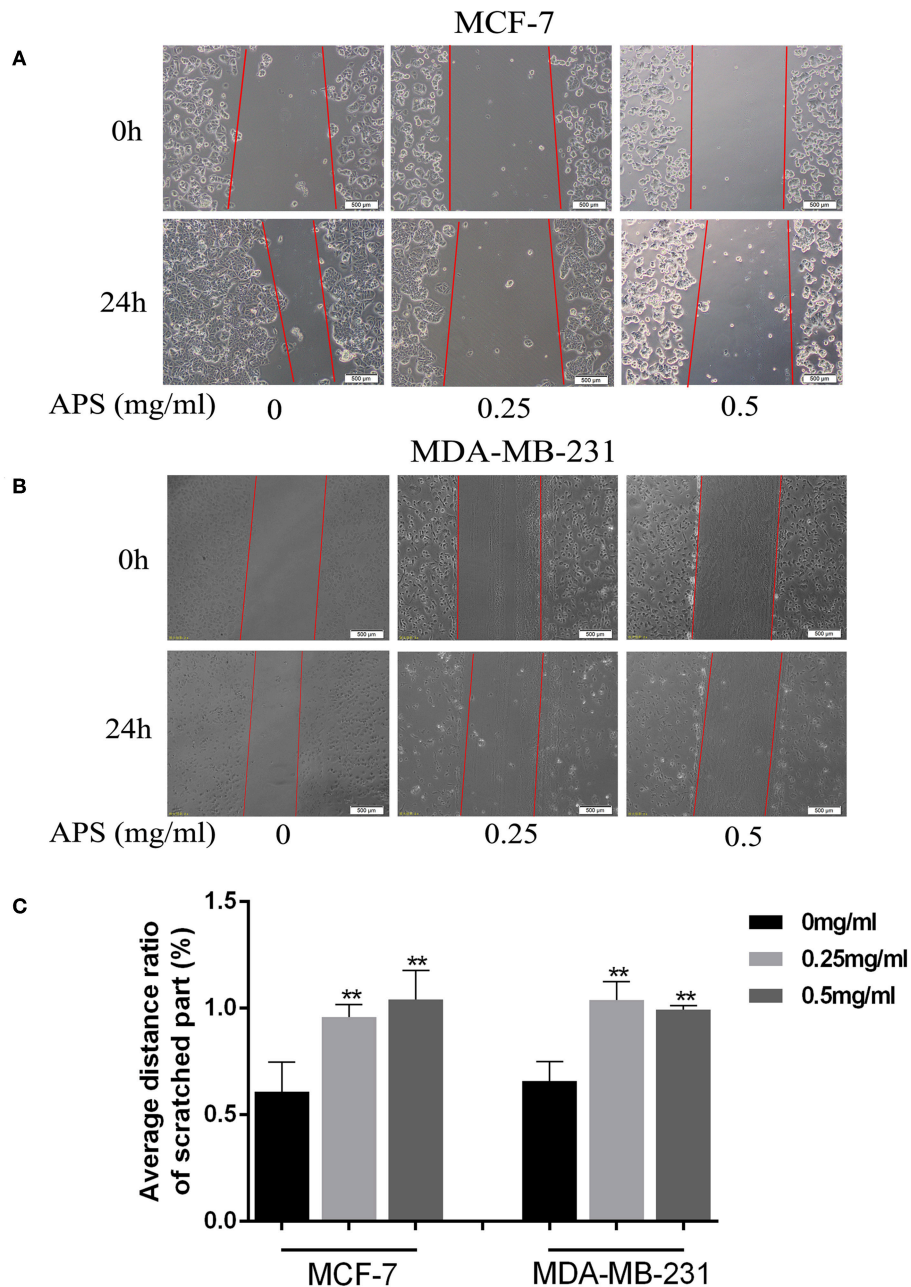 MCF-7
A
0h
500 µm
500 µm
500 µm
24h
500 µm
500 µm
500 µm
APS (mg/ml)
0
0.25
0.5
MDA-MB-231
B
0h
500 µm
500 µm
500 µm
24h
500 µm
500 µm
500 µm
APS (mg/ml)
0
0.25
0.5
C
Average distance ratio
of scratched part (%)
1.5
1.0
0.5
0.0
**
**
**
**
0mg/ml
0.25mg/ml
0.5mg/ml
MCF-7
MDA-MB-231